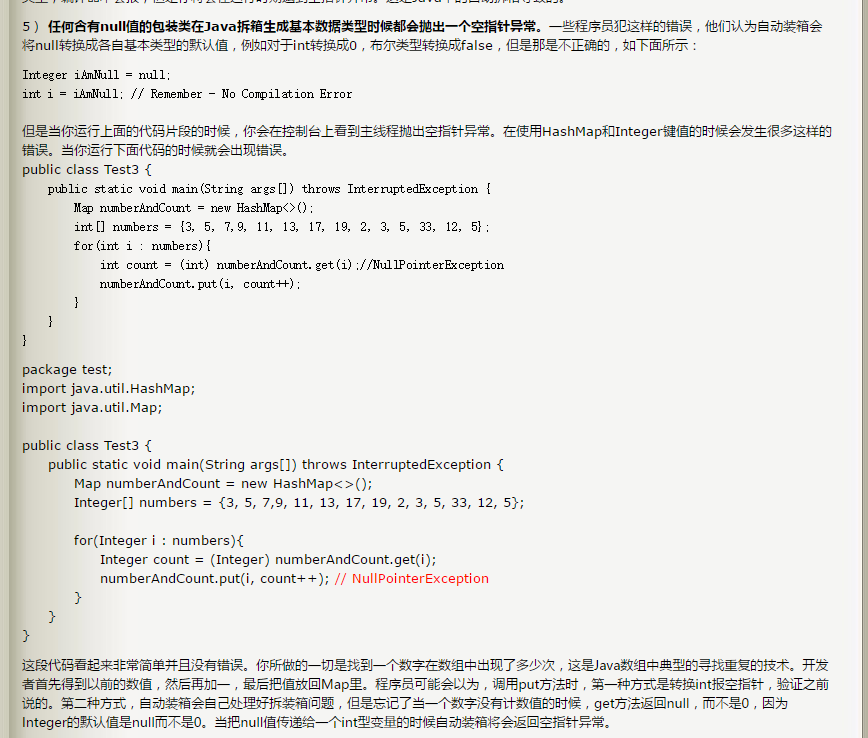 5） 任何含有null值的包装类在Java拆箱生成基本数据类型时候都会抛出一个空指针异常。一些程序员犯这样的错误，他们认为自动装箱会
将null转换成各自基本类型的默认值，例如对于int转换成0，布尔类型转换成false，但是那是不正确的，如下面所示：
Integer iAmNull = null;
int i = iAmNull; // Remember - No Compilation Error
但是当你运行上面的代码片段的时候，你会在控制台上看到主线程抛出空指针异常。在使用HashMap和Integer键值的时候会发生很多这样的
错误。当你运行下面代码的时候就会出现错误。
public class Test3 {
public static void main(String args[]) throws InterruptedException {
Map numberAndCount = new HashMap<>();
int[] numbers = {3, 5, 7,9, 11, 13, 17, 19, 2, 3, 5, 33, 12, 5};
for(int i : numbers){
int count = (int) numberAndCount.get(i);//NullPointerException
numberAndCount.put(i, count++);
}
}
}
package test;
import java.util.HashMap;
import java.util.Map;
public class Test3 {
public static void main(String args[]) throws InterruptedException {
Map numberAndCount = new HashMap<>();
Integer[] numbers = {3, 5, 7,9, 11, 13, 17, 19, 2, 3, 5, 33, 12, 5};
for(Integer i : numbers){
Integer count = (Integer) numberAndCount.get(i);
numberAndCount.put(i, count++); // NullPointerException
}
}
}
这段代码看起来非常简单并且没有错误。你所做的一切是找到一个数字在数组中出现了多少次，这是Java数组中典型的寻找重复的技术。开发
者首先得到以前的数值，然后再加一，最后把值放回Map里。程序员可能会以为，调用put方法时，第一种方式是转换int报空指针，验证之前
说的。第二种方式，自动装箱会自己处理好拆装箱问题，但是忘记了当一个数字没有计数值的时候，get方法返回null，而不是0，因为
Integer的默认值是null而不是0。当把null值传递给一个int型变量的时候自动装箱将会返回空指针异常。